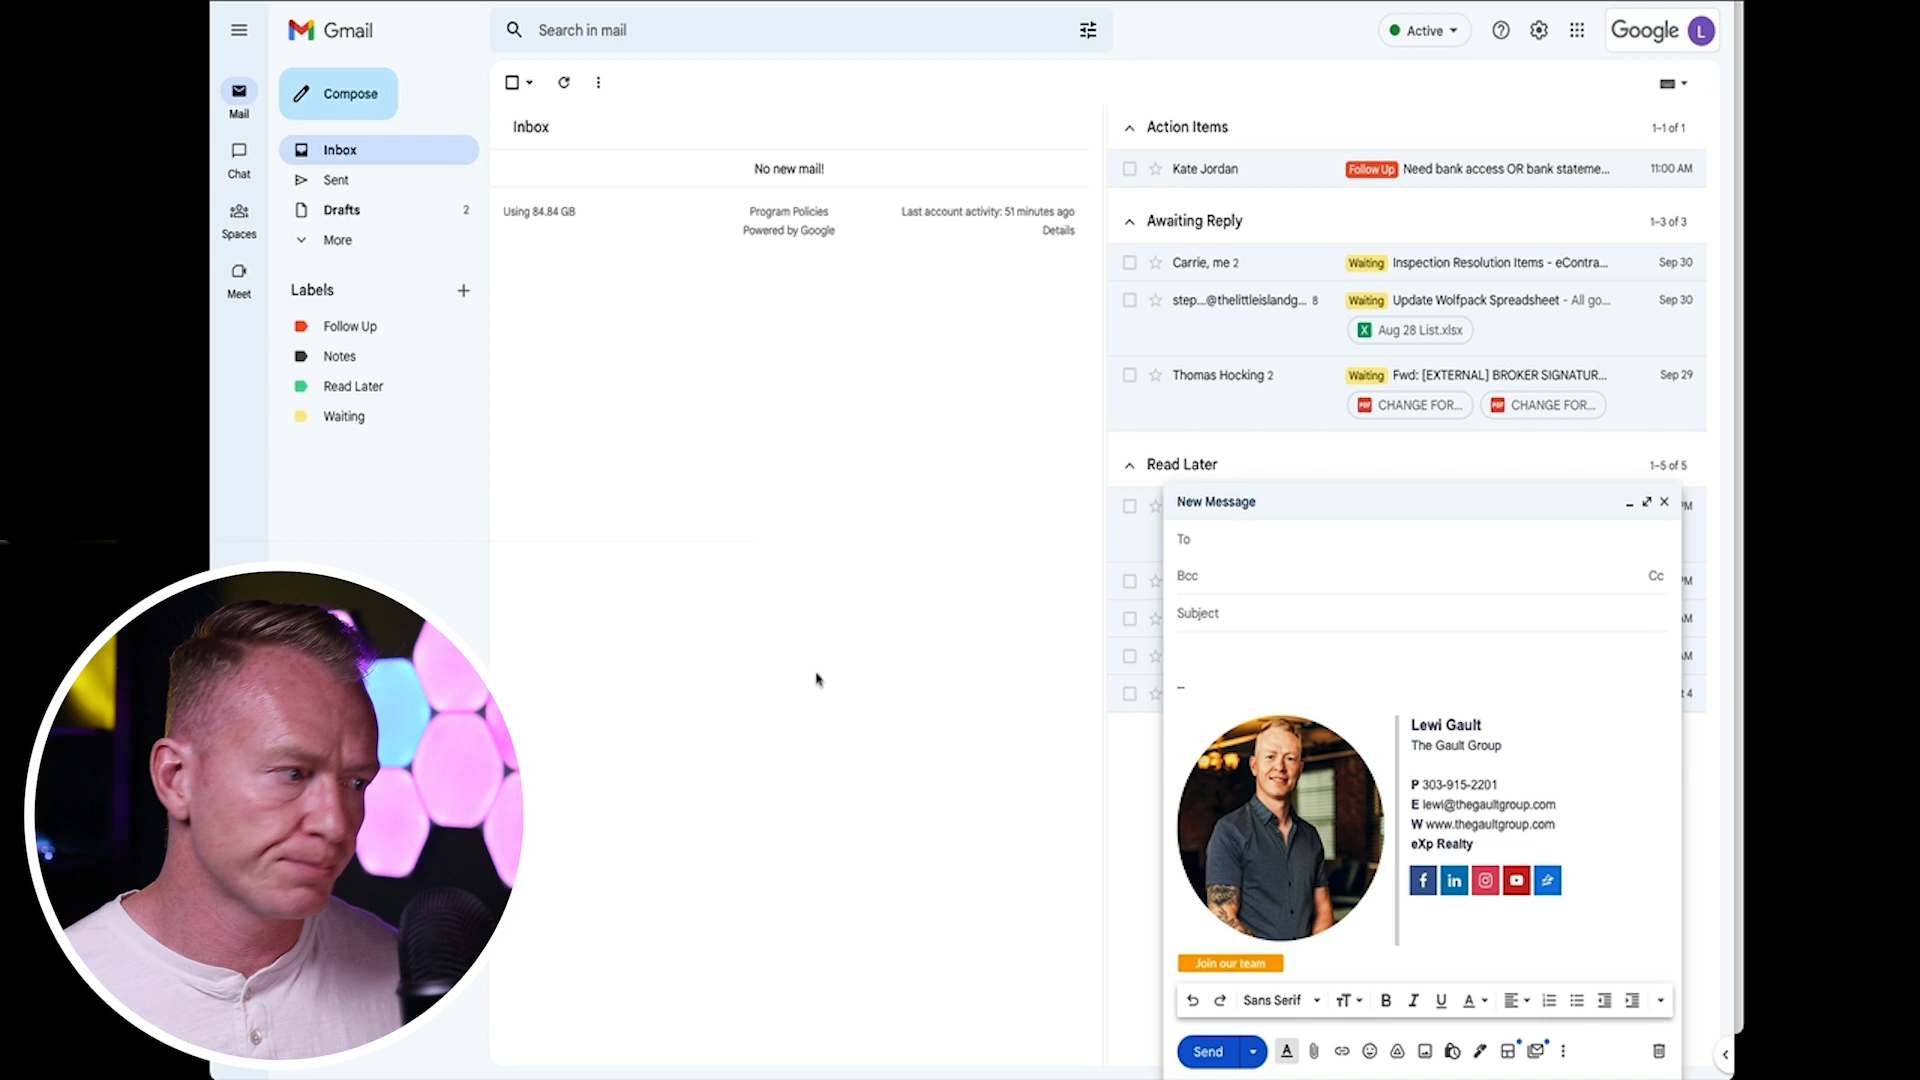 Gmail
Search in mail
Active
Google L
Mail
Chat
Spaces
Meet
Compose
Inbox
Sent
Drafts 2
More
Labels
Follow Up
Notes
Read Later
Waiting
Inbox
No new mail!
Using 84.84 GB
Program Policies
Powered by Google
Last account activity: 51 minutes ago
Details
Action Items 1–1 of 1
Kate Jordan Follow Up Need bank access OR bank stateme... 11:00 AM
Awaiting Reply 1–3 of 3
Carrie, me 2 Waiting Inspection Resolution Items - eContra... Sep 30
step...@thelittleislandg... 8 Waiting Update Wolfpack Spreadsheet - All go... Sep 30
X Aug 28 List.xlsx
Thomas Hocking 2 Waiting Fwd: [EXTERNAL] BROKER SIGNATUR... Sep 29
PDF CHANGE FOR... PDF CHANGE FOR...
Read Later 1–5 of 5
New Message
To
Bcc Cc
Subject
--
Lewi Gault
The Gault Group
P 303-915-2201
E lewi@thegaultgroup.com
W www.thegaultgroup.com
eXp Realty
Join our team
Sans Serif
Send